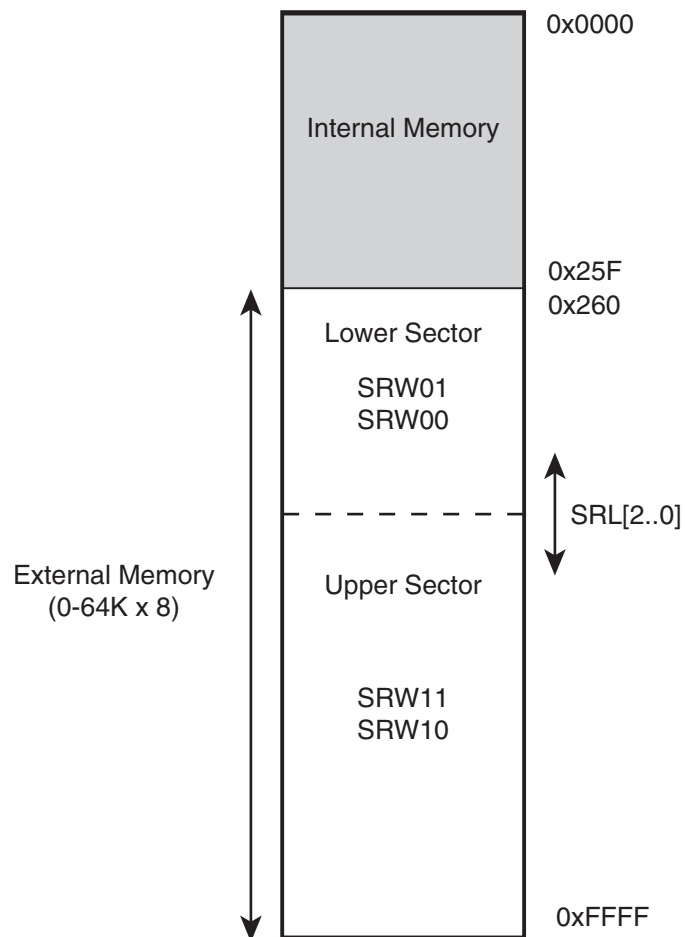 0x0000
Internal Memory
0x25F
0x260
Lower Sector
SRW01
SRW00
SRL[2..0]
External Memory
(0-64K x 8)
Upper Sector
SRW11
SRW10
0xFFFF